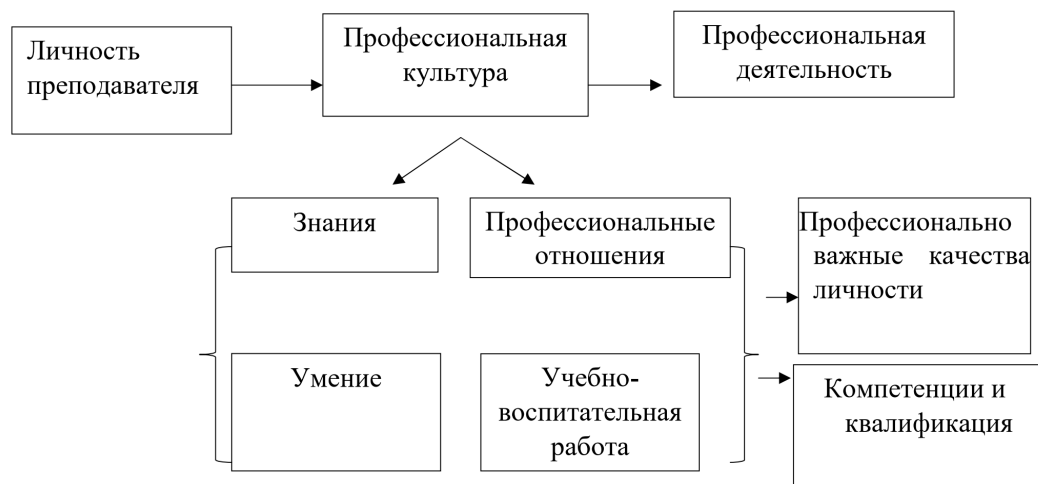 Личность
преподавателя
Профессиональная
культура
Профессиональная
деятельность
Знания
Профессиональные
отношения
Профессионально
важные качества
личности
Умение
Учебно-
воспитательная
работа
Компетенции и
квалификация